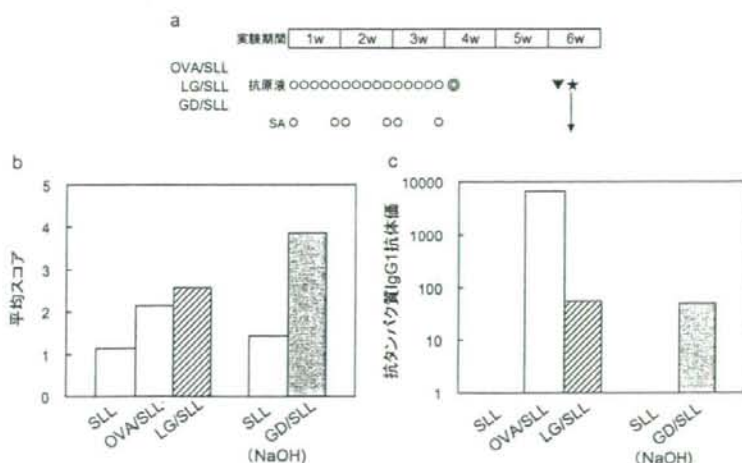 a
実験期間 1w 2w 3w 4w 5w 6w
OVA/SLL
LG/SLL
GD/SLL
抗原液 ○○○○○○○○○○○○○○○ ◎ ▼ ★
SA ○ ○○ ○○ ○
b
平均スコア
5
4
3
2
1
0
SLL
OVA/SLL
LG/SLL
SLL
GD/SLL
(NaOH)
c
抗タンパク質IgG1抗体価
10000
1000
100
10
1
SLL
OVA/SLL
LG/SLL
SLL
GD/SLL
(NaOH)